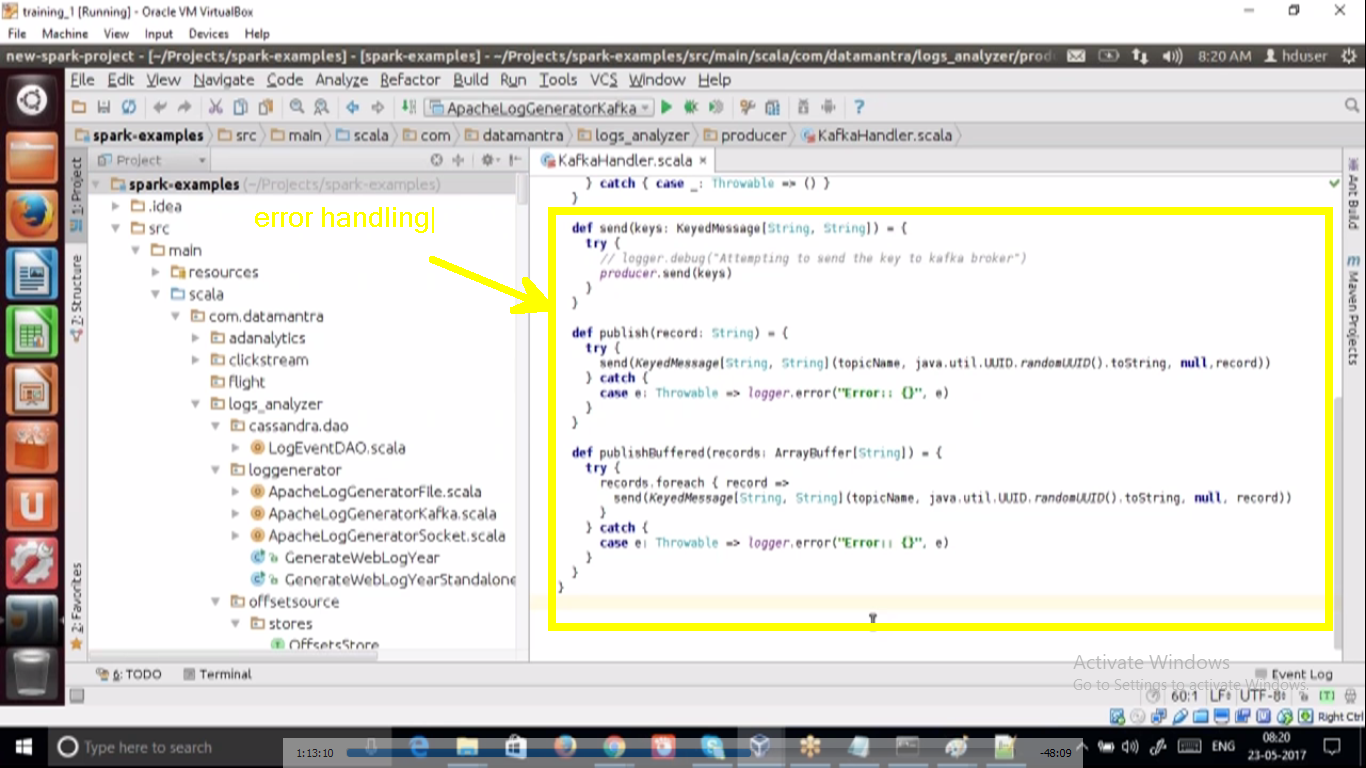 training_1 [Running] - Oracle VM VirtualBox
File Machine View Input Devices Help
new-spark-project - [~/Projects/spark-examples] - [spark-examples] - ~/Projects/spark-examples/src/main/scala/com/datamantra/logs_analyzer/prod
8:20 AM hduser
File Edit View Navigate Code Analyze Refactor Build Run Tools VCS Window Help
ApacheLogGeneratorKafka
spark-examples src main scala com datamantra logs_analyzer producer KafkaHandler.scala
Project
KafkaHandler.scala
1: Project
Z: Structure
2: Favorites
spark-examples (~/Projects/spark-examples)
.idea
src
main
resources
scala
com.datamantra
adanalytics
clickstream
flight
logs_analyzer
cassandra.dao
LogEventDAO.scala
loggenerator
ApacheLogGeneratorFile.scala
ApacheLogGeneratorKafka.scala
ApacheLogGeneratorSocket.scala
GenerateWebLogYear
GenerateWebLogYearStandalone
offsetsource
stores
OffsetsStore
error handling
} catch { case _: Throwable => () }
}
def send(keys: KeyedMessage[String, String]) = {
try {
// logger.debug("Attempting to send the key to kafka broker")
producer.send(keys)
}
}
def publish(record: String) = {
try {
send(KeyedMessage[String, String](topicName, java.util.UUID.randomUUID().toString, null,record))
} catch {
case e: Throwable => logger.error("Error:: {}", e)
}
}
def publishBuffered(records: ArrayBuffer[String]) = {
try {
records.foreach { record =>
send(KeyedMessage[String, String](topicName, java.util.UUID.randomUUID().toString, null, record))
}
} catch {
case e: Throwable => logger.error("Error:: {}", e)
}
}
}
Ant Build
Maven Projects
Activate Windows
Go to Settings to activate Windows.
6: TODO Terminal Event Log
60:1 LF UTF-8 [T]
Right Ctrl
Type here to search
1:13:10
-48:09
ENG
08:20
23-05-2017